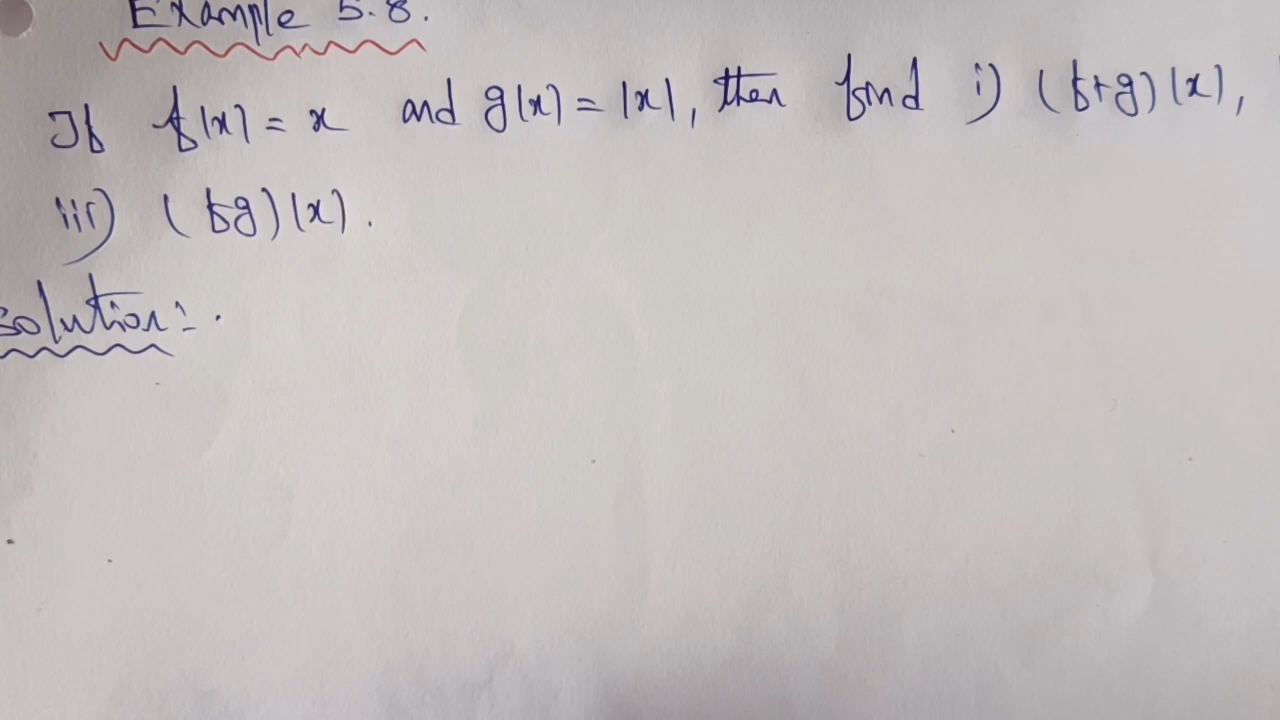 Example 5.8.
If f(x) = x and g(x) = |x|, then find i) (f+g)(x),
iii) (fg)(x).
Solution:.